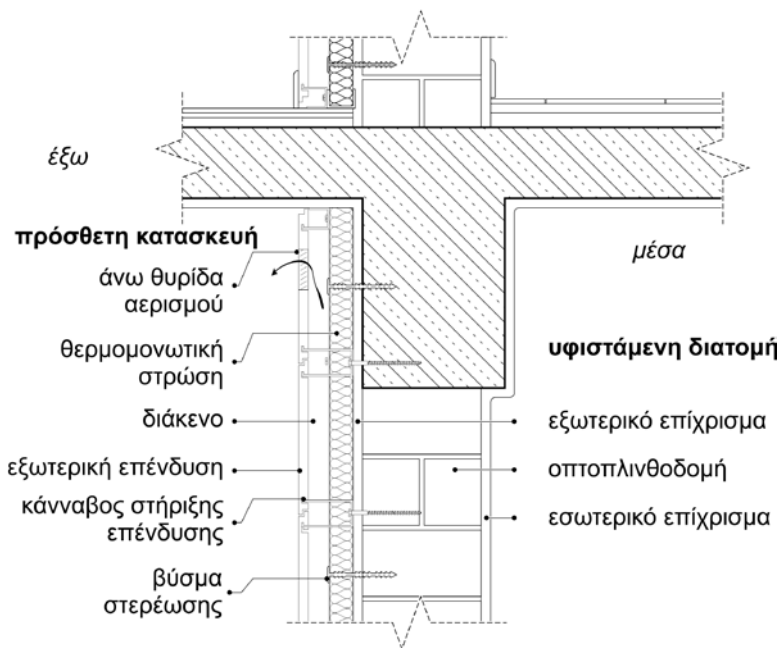 έξω
πρόσθετη κατασκευή
άνω θυρίδα
αερισμού
θερμομονωτική
στρώση
διάκενο
εξωτερική επένδυση
κάνναβος στήριξης
επένδυσης
βύσμα
στερέωσης
μέσα
υφιστάμενη διατομή
εξωτερικό επίχρισμα
οπτοπλινθοδομή
εσωτερικό επίχρισμα